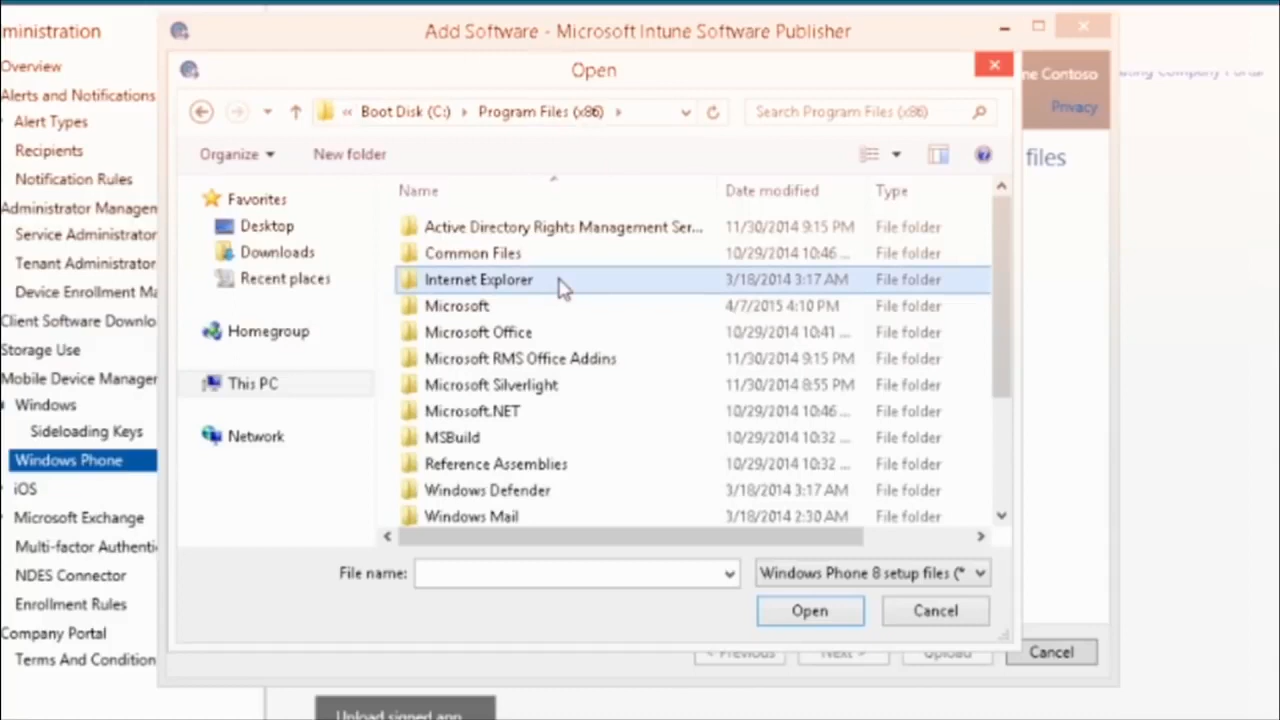 ministration
Overview
Alerts and Notifications
Alert Types
Recipients
Notification Rules
Administrator Managem
Service Administrator
Tenant Administrator
Device Enrollment Ma
Client Software Downlo
Storage Use
Mobile Device Manager
Windows
Sideloading Keys
Windows Phone
iOS
Microsoft Exchange
Multi-factor Authenti
NDES Connector
Enrollment Rules
Company Portal
Terms And Condition
Add Software - Microsoft Intune Software Publisher
Open
ne Contoso
Privacy
files
« Boot Disk (C:) Program Files (x86)
Search Program Files (x86)
Organize
New folder
Favorites
Desktop
Downloads
Recent places
Homegroup
This PC
Network
Name Date modified Type
Active Directory Rights Management Ser... 11/30/2014 9:15 PM File folder
Common Files 10/29/2014 10:46 ... File folder
Internet Explorer 3/18/2014 3:17 AM File folder
Microsoft 4/7/2015 4:10 PM File folder
Microsoft Office 10/29/2014 10:41 ... File folder
Microsoft RMS Office Addins 11/30/2014 9:15 PM File folder
Microsoft Silverlight 11/30/2014 8:55 PM File folder
Microsoft.NET 10/29/2014 10:46 ... File folder
MSBuild 10/29/2014 10:32 ... File folder
Reference Assemblies 10/29/2014 10:32 ... File folder
Windows Defender 3/18/2014 3:17 AM File folder
Windows Mail 3/18/2014 2:30 AM File folder
File name:
Windows Phone 8 setup files (*
Open
Cancel
< Previous
Next >
Upload
Cancel
Upload signed app